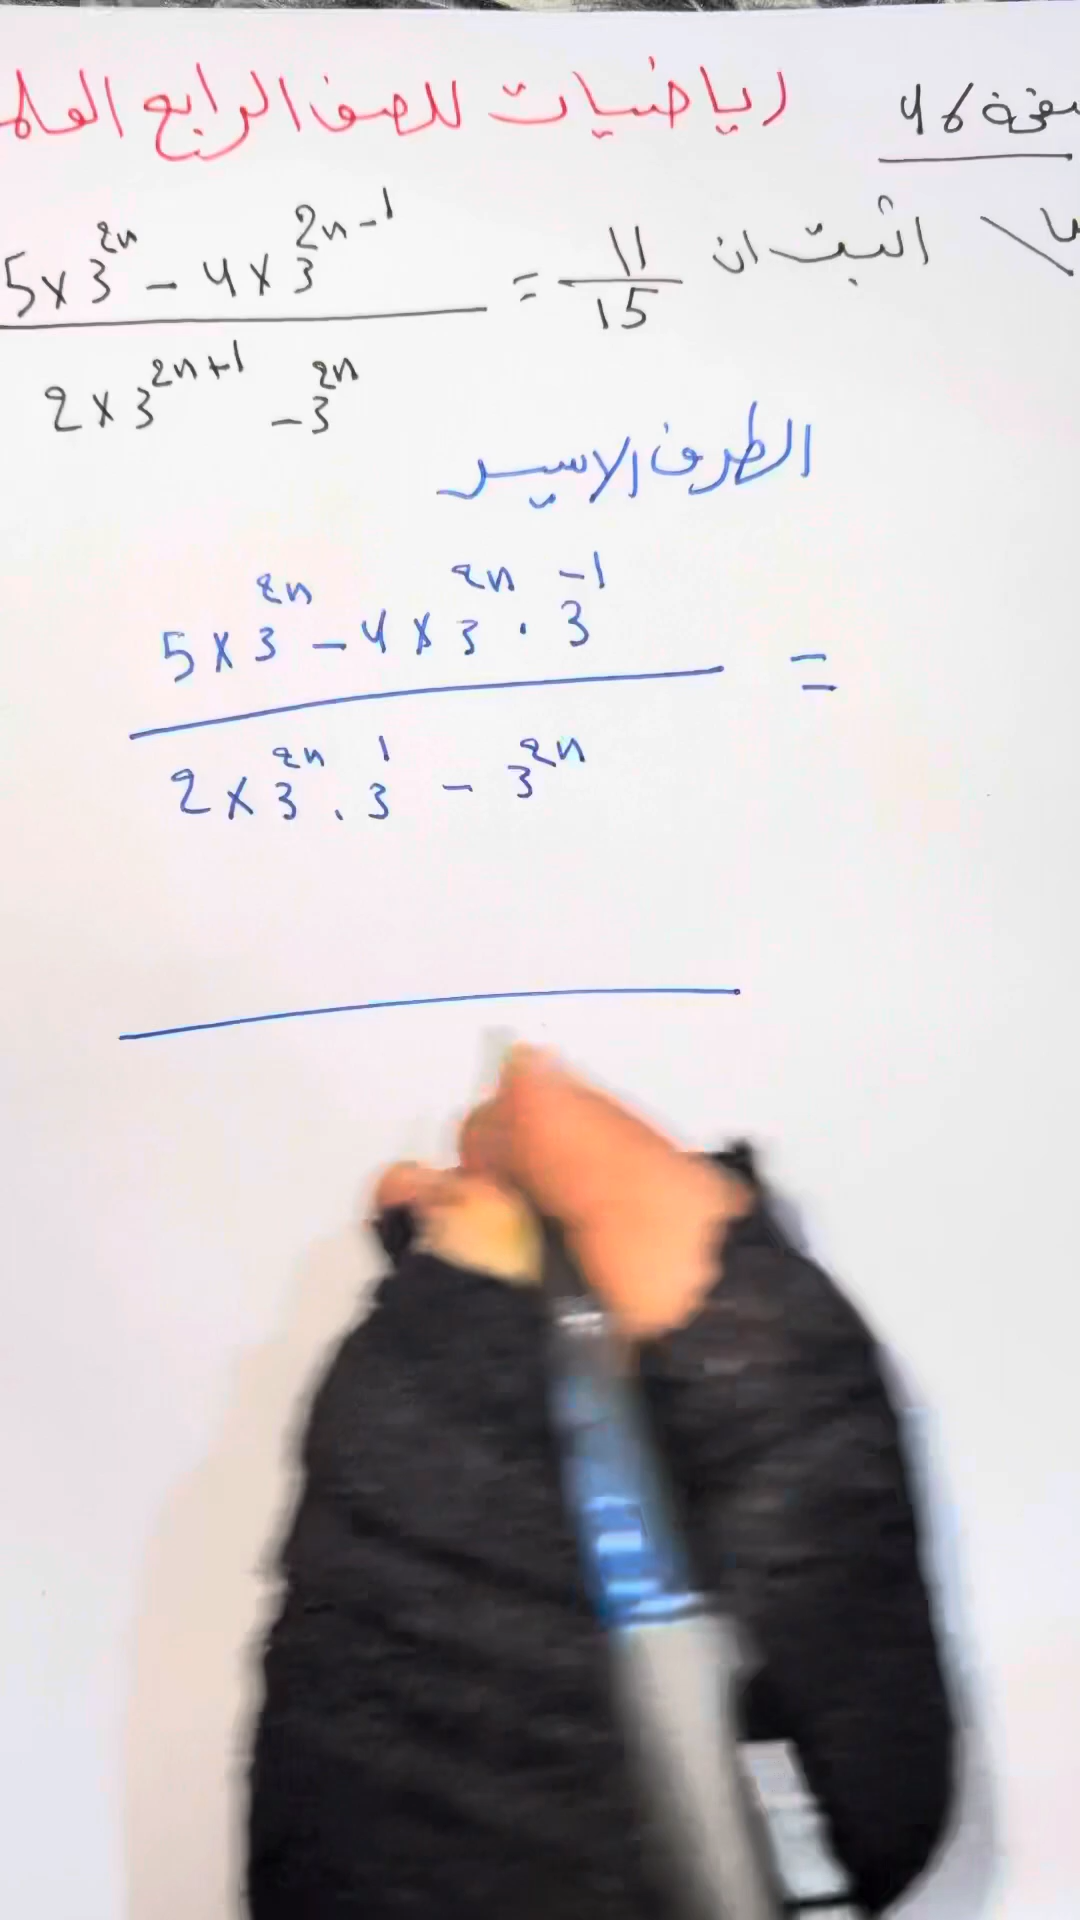 صفحة 46 رياضيات للصف الرابع العلم
اثبت ان 11/15 = (5×3^{2n} - 4×3^{2n-1}) / (2×3^{2n+1} - 3^{2n})
الطرف الايسر
= (5×3^{2n} - 4×3^{2n} · 3^{-1}) / (2×3^{2n} · 3^{1} - 3^{2n})